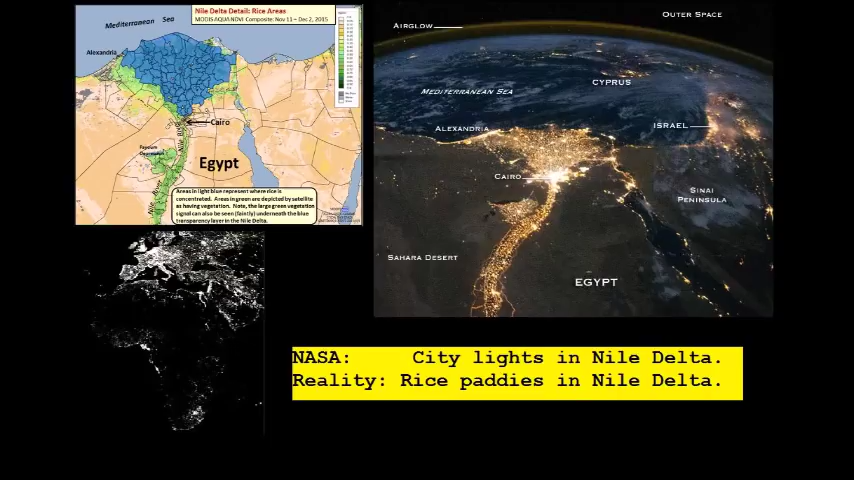 Nile Delta Detail: Rice Areas
MODIS AQUA NDVI Composite: Nov 11 – Dec 2, 2015
Mediterranean Sea
Alexandria
Cairo
Nile River
Fayoum
Depression
Egypt
Areas in light blue represent where rice is
concentrated. Areas in green are depicted by satellite
as having vegetation. Note, the large green vegetation
signal can also be seen (faintly) underneath the blue
transparency layer in the Nile Delta.
AIRGLOW
OUTER SPACE
CYPRUS
MEDITERRANEAN SEA
ALEXANDRIA
ISRAEL
CAIRO
SINAI
PENINSULA
SAHARA DESERT
EGYPT
NASA: City lights in Nile Delta.
Reality: Rice paddies in Nile Delta.